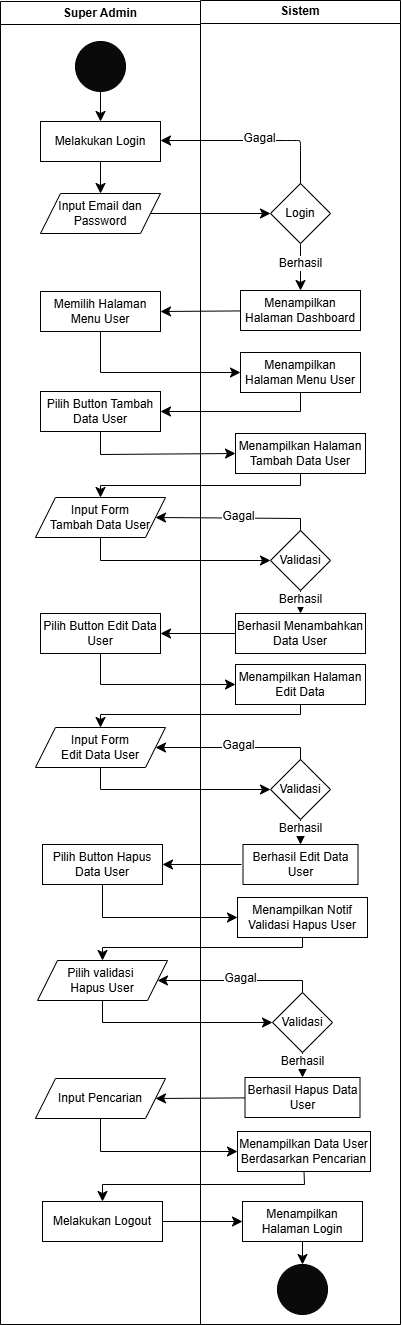 Super Admin
Sistem
Melakukan Login
Gagal
Input Email dan
Password
Login
Berhasil
Memilih Halaman
Menu User
Menampilkan
Halaman Dashboard
Menampilkan
Halaman Menu User
Pilih Button Tambah
Data User
Menampilkan Halaman
Tambah Data User
Input Form
Tambah Data User
Gagal
Validasi
Berhasil
Pilih Button Edit Data
User
Berhasil Menambahkan
Data User
Menampilkan Halaman
Edit Data
Input Form
Edit Data User
Gagal
Validasi
Berhasil
Pilih Button Hapus
Data User
Berhasil Edit Data
User
Menampilkan Notif
Validasi Hapus User
Pilih validasi
Hapus User
Gagal
Validasi
Berhasil
Input Pencarian
Berhasil Hapus Data
User
Menampilkan Data User
Berdasarkan Pencarian
Melakukan Logout
Menampilkan
Halaman Login